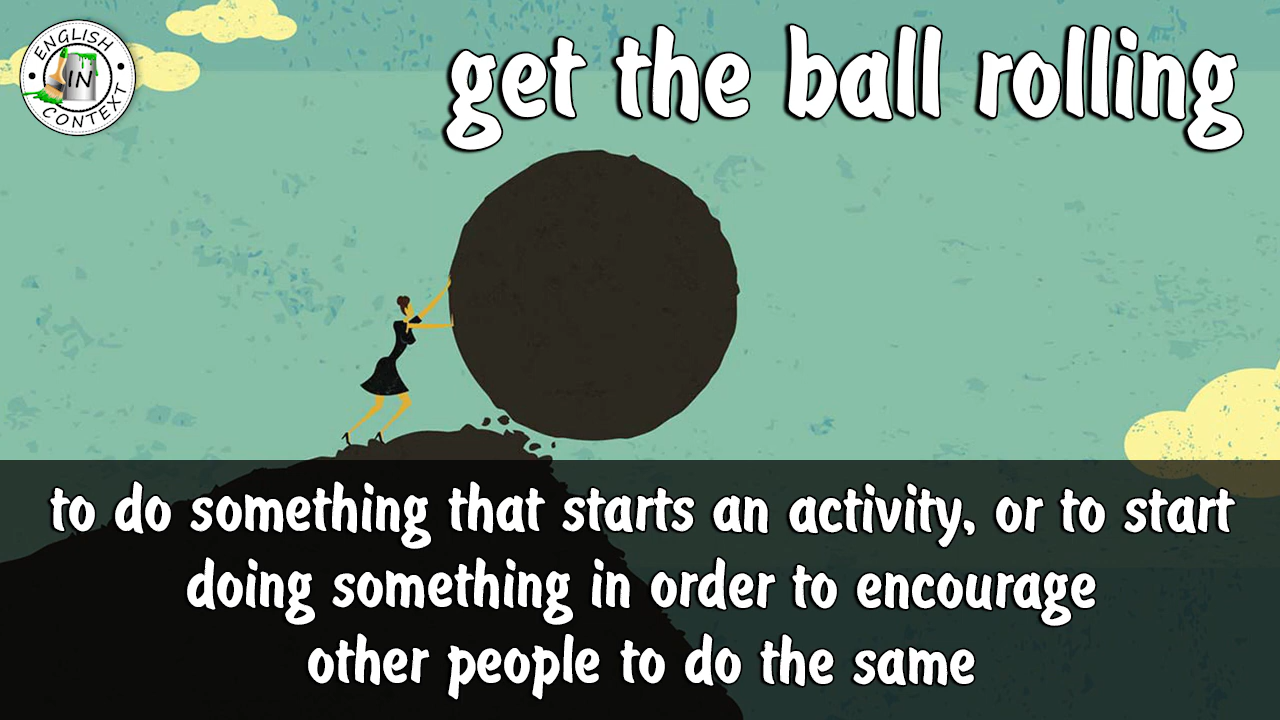 ENGLISH
IN
CONTEXT
get the ball rolling
to do something that starts an activity, or to start
doing something in order to encourage
other people to do the same